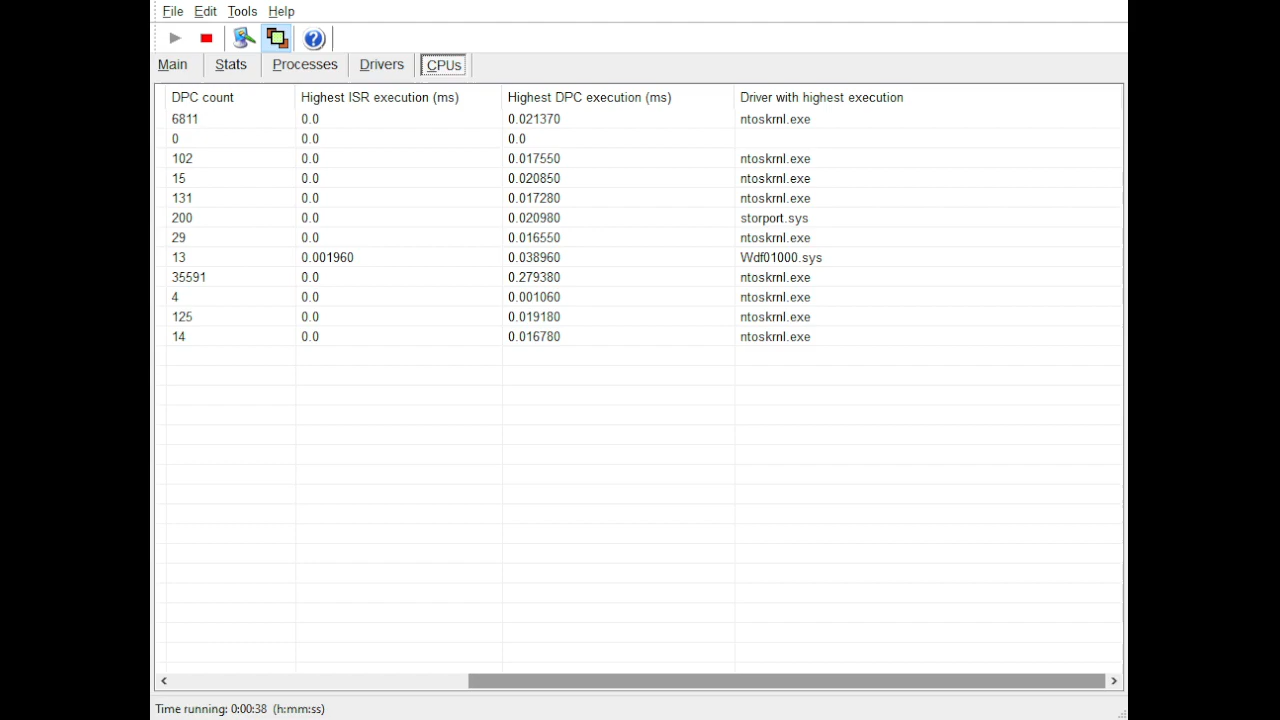 File Edit Tools Help
Main Stats Processes Drivers CPUs
DPC count Highest ISR execution (ms) Highest DPC execution (ms) Driver with highest execution
6811 0.0 0.021370 ntoskrnl.exe
0 0.0 0.0
102 0.0 0.017550 ntoskrnl.exe
15 0.0 0.020850 ntoskrnl.exe
131 0.0 0.017280 ntoskrnl.exe
200 0.0 0.020980 storport.sys
29 0.0 0.016550 ntoskrnl.exe
13 0.001960 0.038960 Wdf01000.sys
35591 0.0 0.279380 ntoskrnl.exe
4 0.0 0.001060 ntoskrnl.exe
125 0.0 0.019180 ntoskrnl.exe
14 0.0 0.016780 ntoskrnl.exe
Time running: 0:00:38 (h:mm:ss)